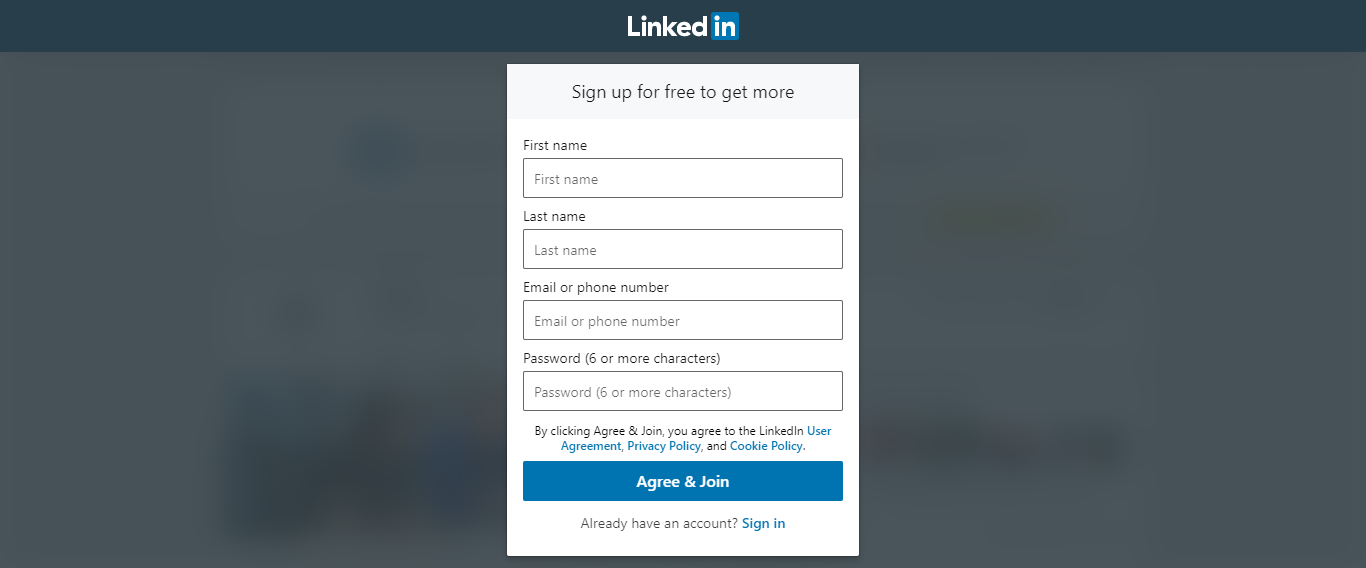 Linked in
Sign up for free to get more
First name
First name
Last name
Last name
Email or phone number
Email or phone number
Password (6 or more characters)
Password (6 or more characters)
By clicking Agree & Join, you agree to the LinkedIn User
Agreement, Privacy Policy, and Cookie Policy.
Agree & Join
Already have an account? Sign in